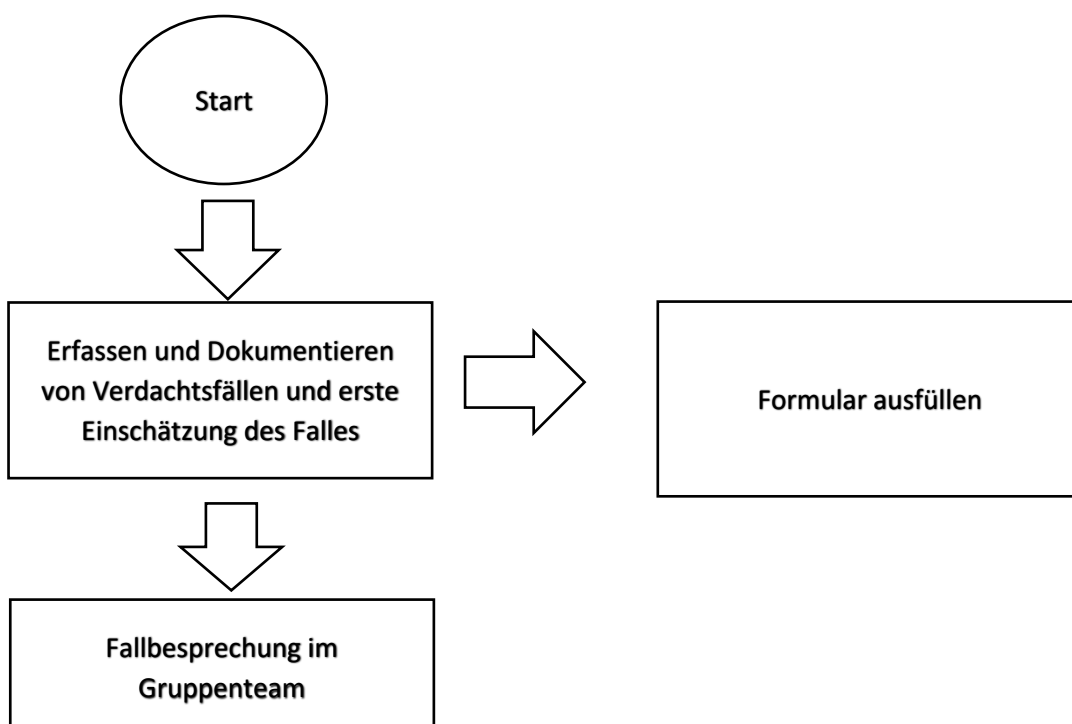 Start
Erfassen und Dokumentieren
von Verdachtsfällen und erste
Einschätzung des Falles
Formular ausfüllen
Fallbesprechung im
Gruppenteam